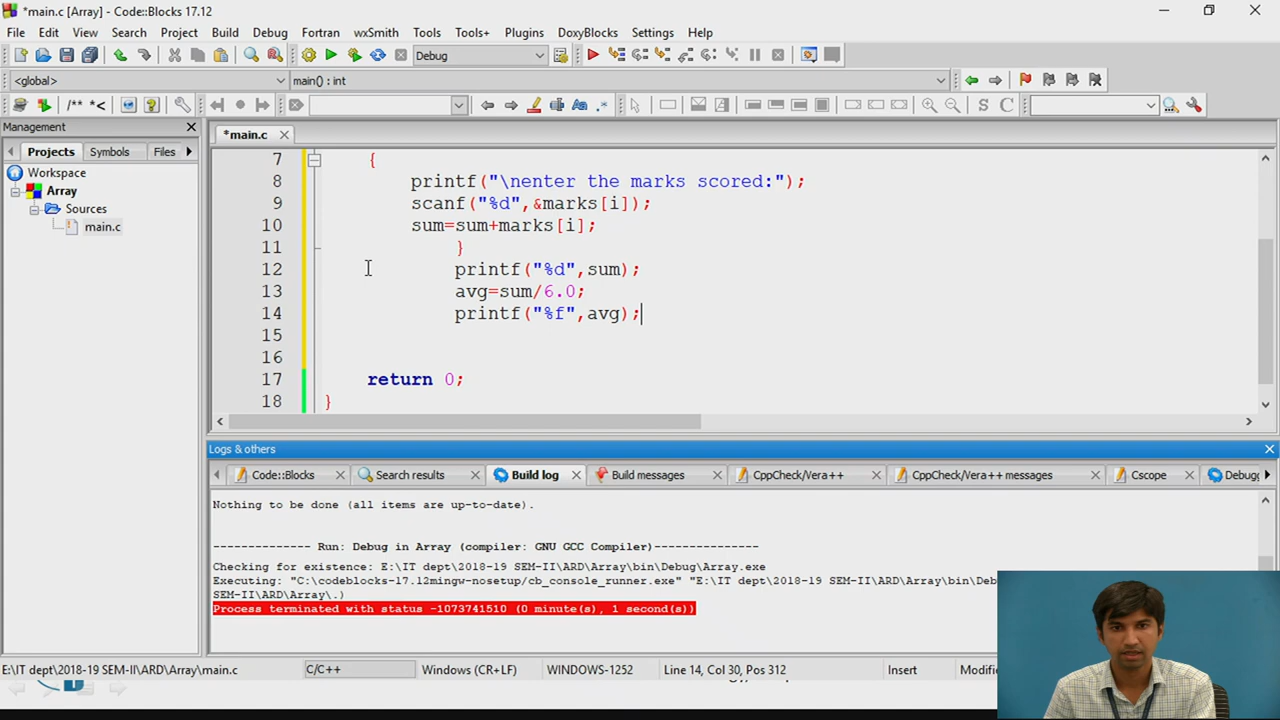 *main.c [Array] - Code::Blocks 17.12
File Edit View Search Project Build Debug Fortran wxSmith Tools Tools+ Plugins DoxyBlocks Settings Help
Debug
<global> main() : int
/** *<
Management
*main.c
Projects Symbols Files
Workspace
Array
Sources
main.c
7 {
8 printf("\nenter the marks scored:");
9 scanf("%d",&marks[i]);
10 sum=sum+marks[i];
11 }
12 printf("%d",sum);
13 avg=sum/6.0;
14 printf("%f",avg);
15
16
17 return 0;
18 }
Logs & others
Code::Blocks Search results Build log Build messages CppCheck/Vera++ CppCheck/Vera++ messages Cscope Debugg
Nothing to be done (all items are up-to-date).
-------------- Run: Debug in Array (compiler: GNU GCC Compiler)---------------
Checking for existence: E:\IT dept\2018-19 SEM-II\ARD\Array\bin\Debug\Array.exe
Executing: "C:\codeblocks-17.12mingw-nosetup/cb_console_runner.exe" "E:\IT dept\2018-19 SEM-II\ARD\Array\bin\Deb
SEM-II\ARD\Array\.)
Process terminated with status -1073741510 (0 minute(s), 1 second(s))
E:\IT dept\2018-19 SEM-II\ARD\Array\main.c C/C++ Windows (CR+LF) WINDOWS-1252 Line 14, Col 30, Pos 312 Insert Modifi